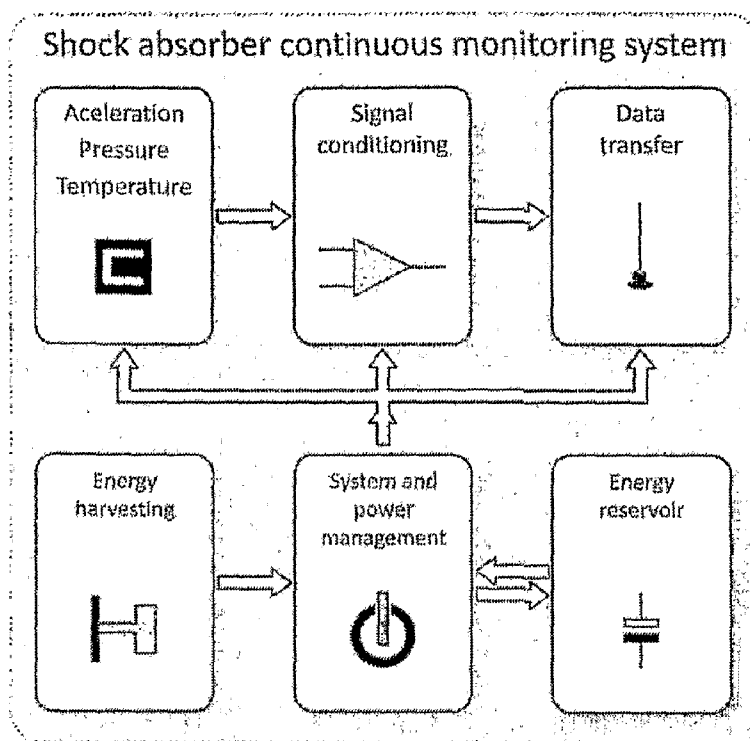 Shock absorber continuous monitoring system
Aceleration
Pressure
Temperature
Signal
conditioning
Data
transfer
Energy
harvesting
System and
power
management
Energy
reservoir